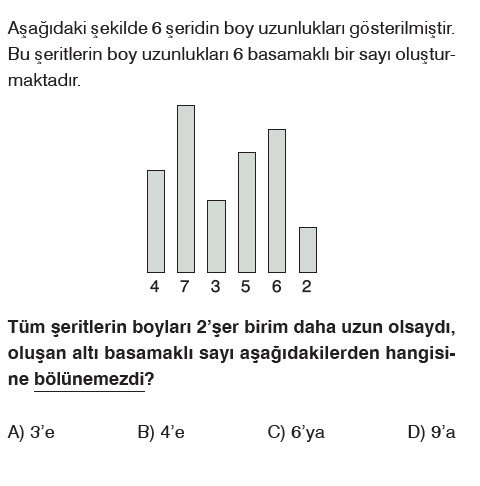 Aşağıdaki şekilde 6 şeridin boy uzunlukları gösterilmiştir.
Bu şeritlerin boy uzunlukları 6 basamaklı bir sayı oluştur-
maktadır.
4 7 3 5 6 2
Tüm şeritlerin boyları 2’şer birim daha uzun olsaydı,
oluşan altı basamaklı sayı aşağıdakilerden hangisi-
ne bölünemezdi?
A) 3’e B) 4’e C) 6’ya D) 9’a